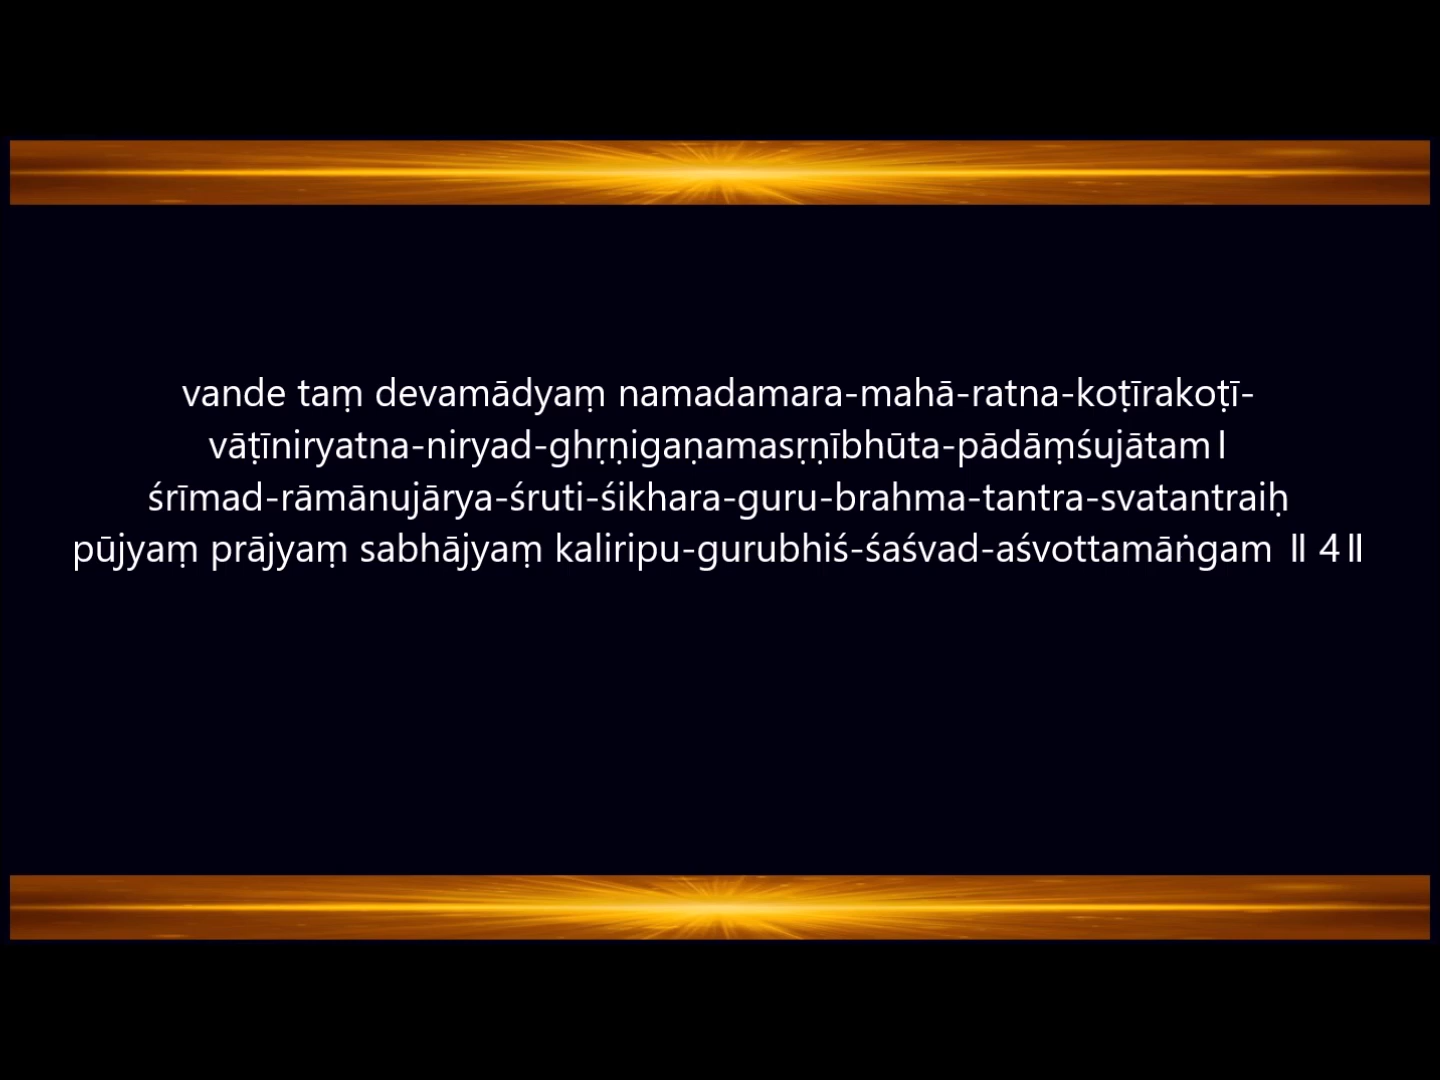 vande taṃ devamādyaṃ namadamara-mahā-ratna-koṭīrakoṭī-
vāṭīniryatna-niryad-ghṛṇigaṇamasṛṇībhūta-pādāṃśujātam।
śrīmad-rāmānujārya-śruti-śikhara-guru-brahma-tantra-svatantraiḥ
pūjyaṃ prājyaṃ sabhājyaṃ kaliripu-gurubhiś-śaśvad-aśvottamāṅgam ॥ 4॥